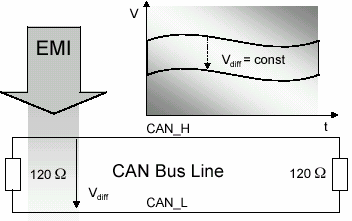 V
EMI
Vdiff = const
t
CAN_H
120 Ω
CAN Bus Line
120 Ω
Vdiff
CAN_L